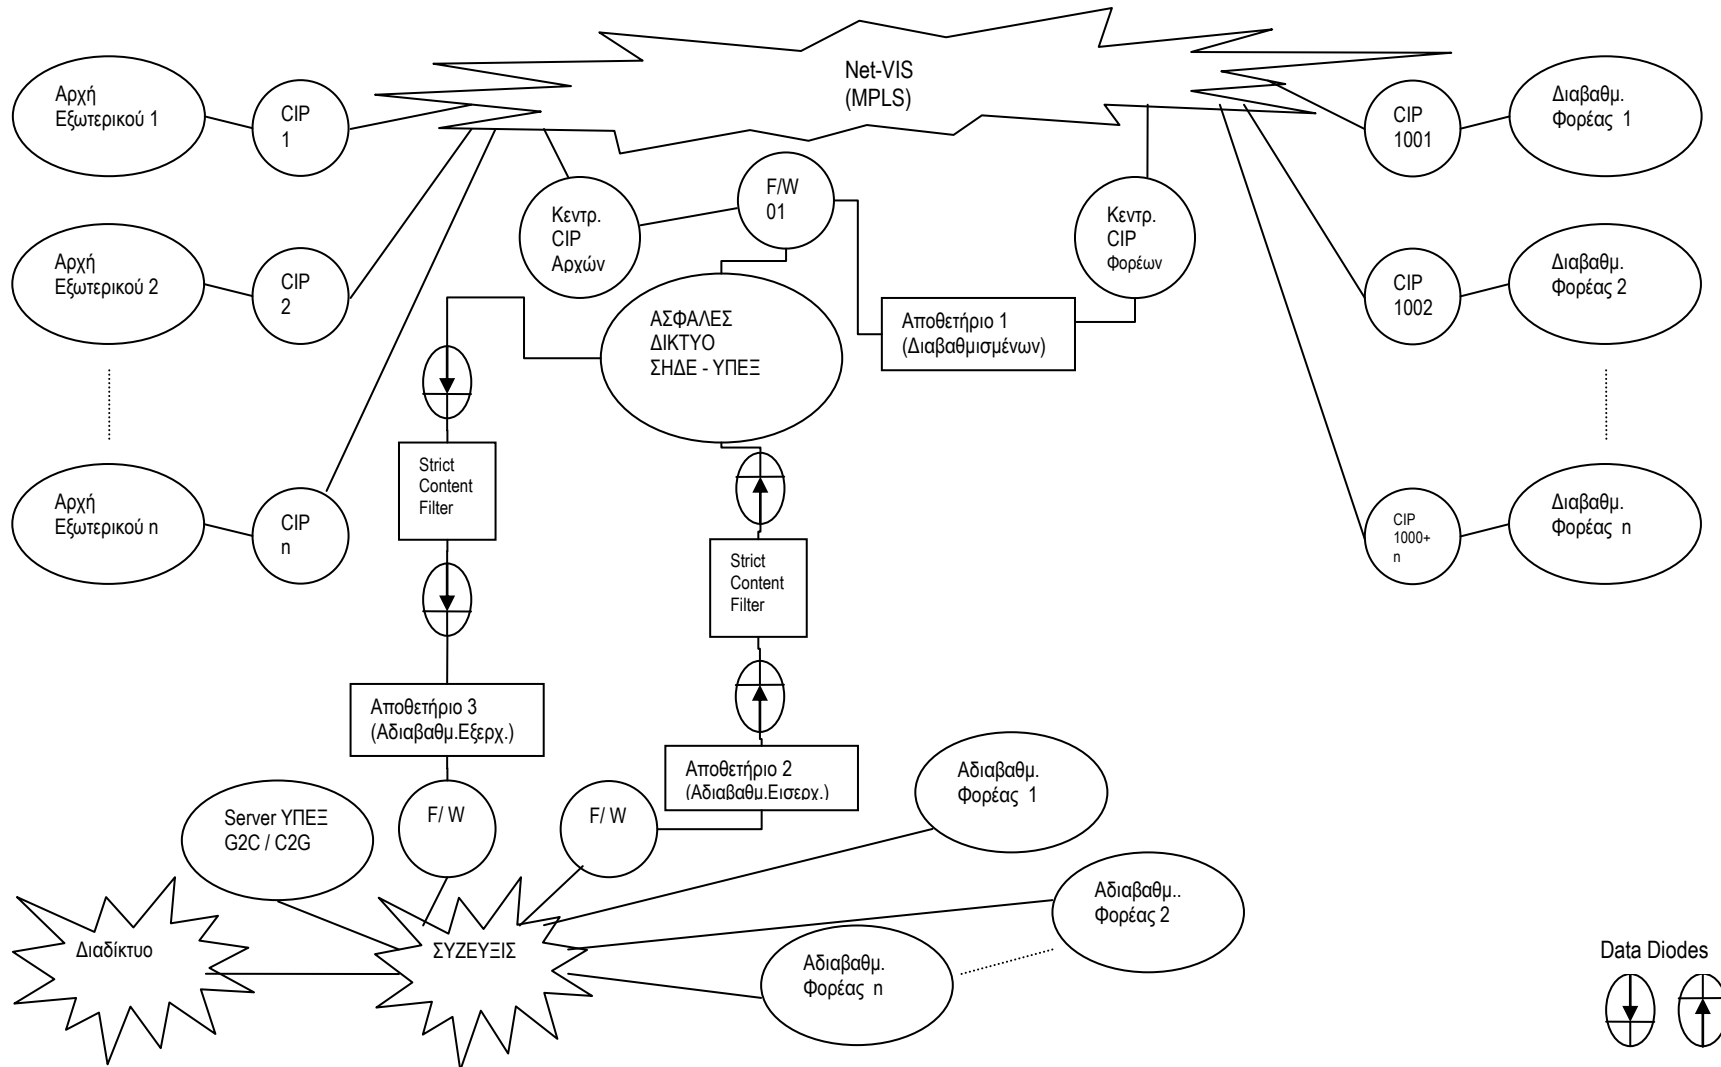 Net-VIS
(MPLS)
Αρχή
Εξωτερικού 1
CIP
1
CIP
1001
Διαβαθμ.
Φορέας 1
F/W
01
Κεντρ.
CIP
Αρχών
Κεντρ.
CIP
Φορέων
Αρχή
Εξωτερικού 2
CIP
2
CIP
1002
Διαβαθμ.
Φορέας 2
ΑΣΦΑΛΕΣ
ΔΙΚΤΥΟ
ΣΗΔΕ - ΥΠΕΞ
Αποθετήριο 1
(Διαβαθμισμένων)
Strict
Content
Filter
Αρχή
Εξωτερικού n
CIP
n
CIP
1000+
n
Διαβαθμ.
Φορέας n
Strict
Content
Filter
Αποθετήριο 3
(Αδιαβαθμ.Εξερχ.)
Αποθετήριο 2
(Αδιαβαθμ.Εισερχ.)
Αδιαβαθμ.
Φορέας 1
Server ΥΠΕΞ
G2C / C2G
F/ W
F/ W
Αδιαβαθμ..
Φορέας 2
Διαδίκτυο
ΣΥΖΕΥΞΙΣ
Αδιαβαθμ.
Φορέας n
Data Diodes